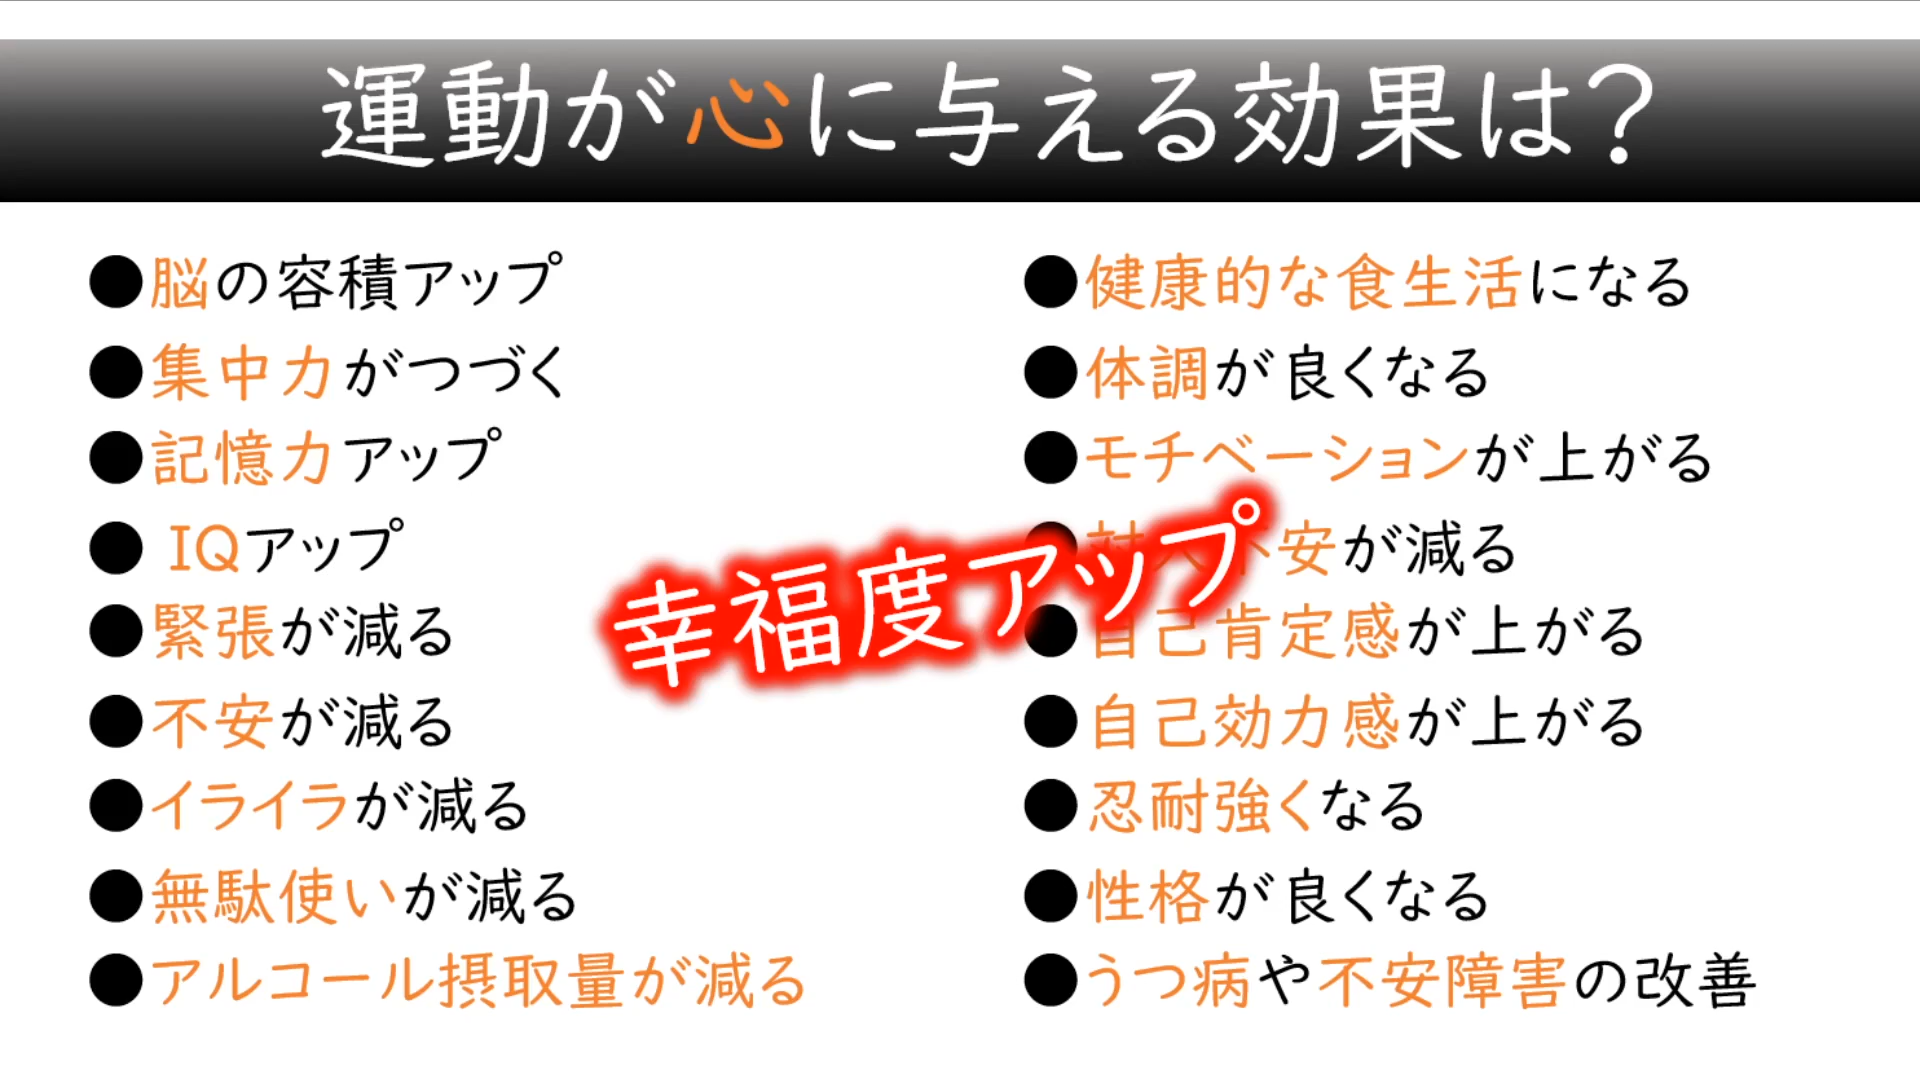 運動が心に与える効果は？
●脳の容積アップ
●集中力がつづく
●記憶力アップ
● IQアップ
●緊張が減る
●不安が減る
●イライラが減る
●無駄使いが減る
●アルコール摂取量が減る
幸福度アップ
●健康的な食生活になる
●体調が良くなる
●モチベーションが上がる
●対人不安が減る
●自己肯定感が上がる
●自己効力感が上がる
●忍耐強くなる
●性格が良くなる
●うつ病や不安障害の改善